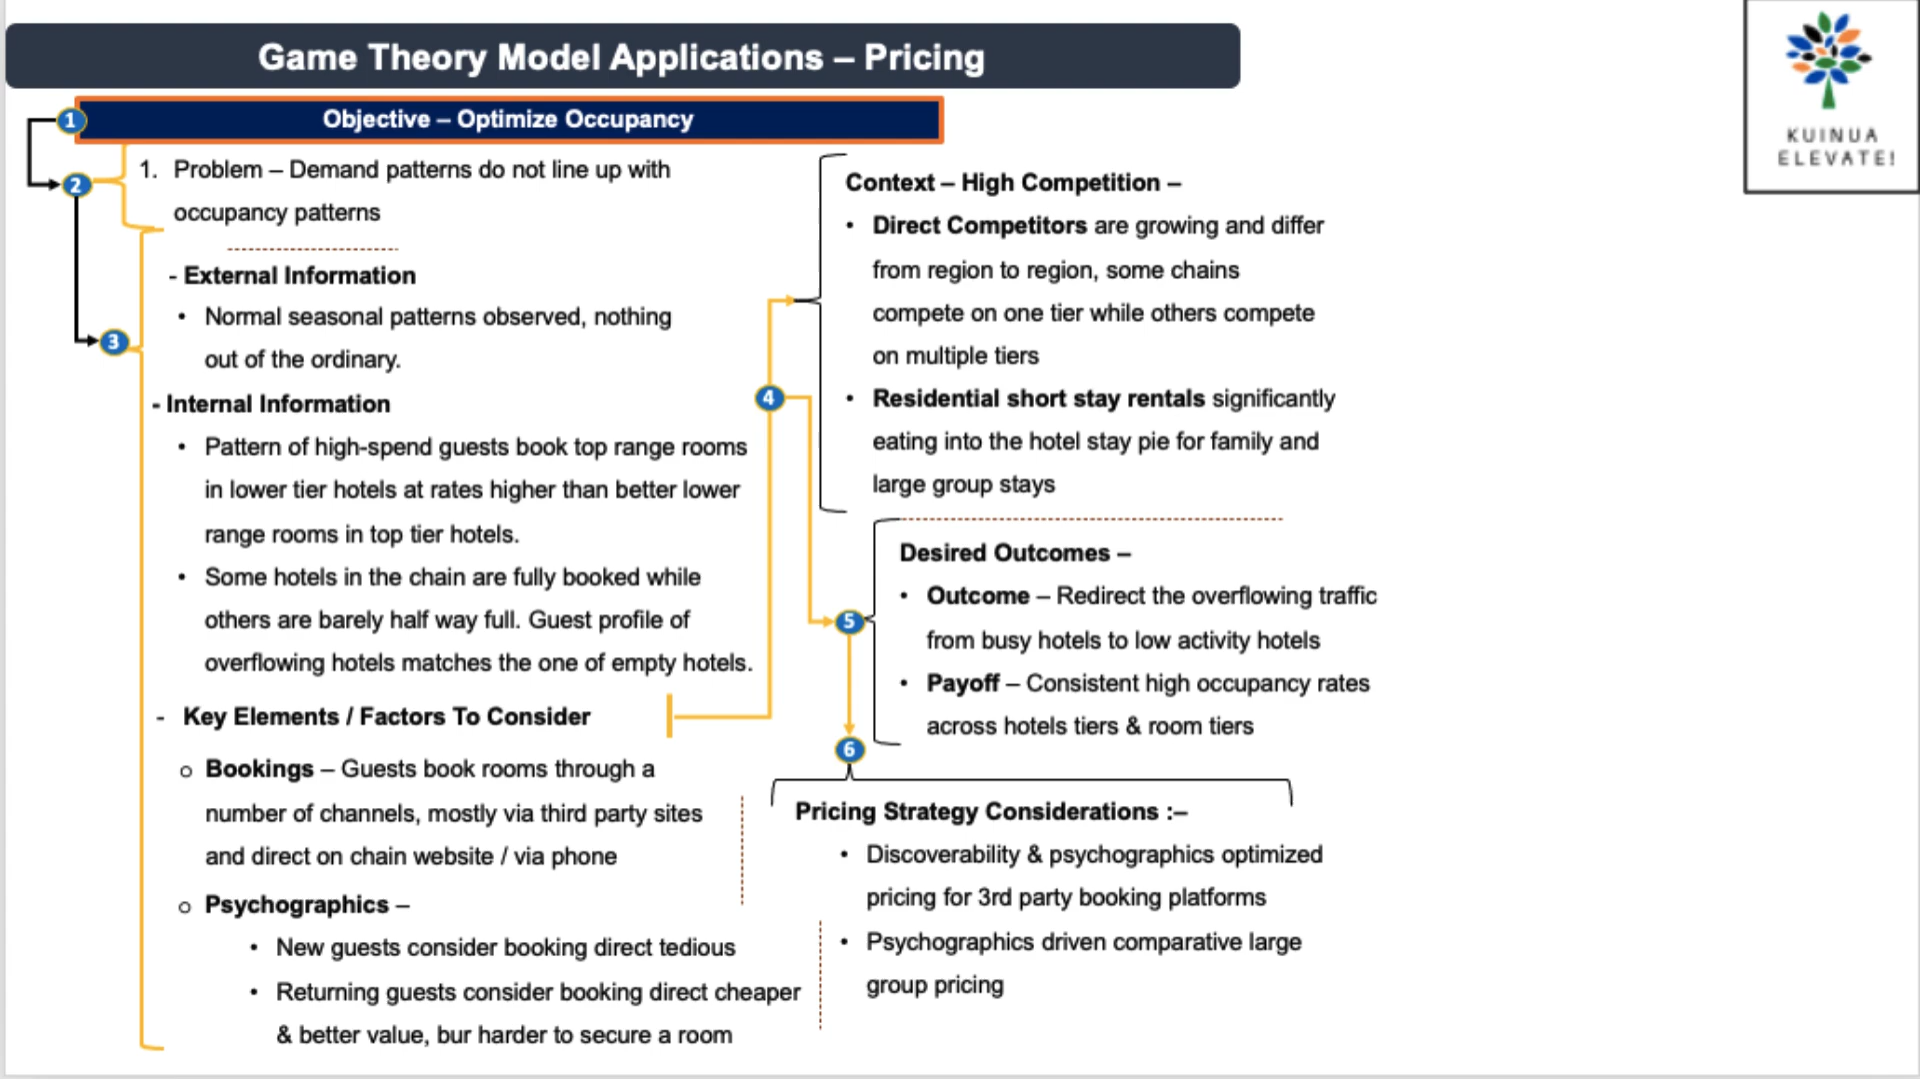 Game Theory Model Applications – Pricing
KUINUA
ELEVATE!
1
Objective – Optimize Occupancy
2
1. Problem – Demand patterns do not line up with
occupancy patterns
3
- External Information
• Normal seasonal patterns observed, nothing
out of the ordinary.
- Internal Information
• Pattern of high-spend guests book top range rooms
in lower tier hotels at rates higher than better lower
range rooms in top tier hotels.
• Some hotels in the chain are fully booked while
others are barely half way full. Guest profile of
overflowing hotels matches the one of empty hotels.
- Key Elements / Factors To Consider
o Bookings – Guests book rooms through a
number of channels, mostly via third party sites
and direct on chain website / via phone
o Psychographics –
• New guests consider booking direct tedious
• Returning guests consider booking direct cheaper
& better value, bur harder to secure a room
4
Context – High Competition –
• Direct Competitors are growing and differ
from region to region, some chains
compete on one tier while others compete
on multiple tiers
• Residential short stay rentals significantly
eating into the hotel stay pie for family and
large group stays
5
Desired Outcomes –
• Outcome – Redirect the overflowing traffic
from busy hotels to low activity hotels
• Payoff – Consistent high occupancy rates
across hotels tiers & room tiers
6
Pricing Strategy Considerations :–
• Discoverability & psychographics optimized
pricing for 3rd party booking platforms
• Psychographics driven comparative large
group pricing